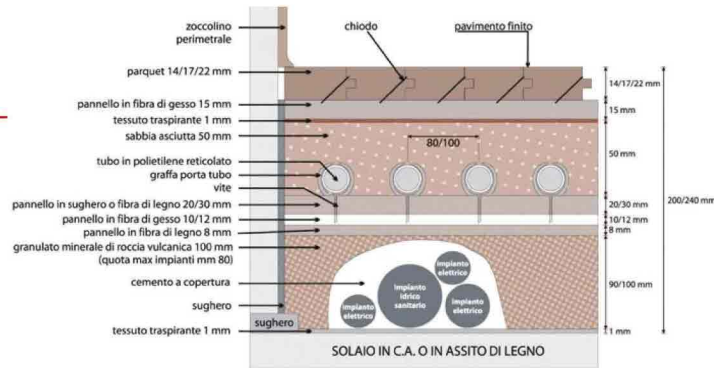 zoccolino
perimetrale
chiodo
pavimento finito
parquet 14/17/22 mm
14/17/22 mm
pannello in fibra di gesso 15 mm
15 mm
tessuto traspirante 1 mm
sabbia asciutta 50 mm
80/100
50 mm
tubo in polietilene reticolato
graffa porta tubo
vite
pannello in sughero o fibra di legno 20/30 mm
20/30 mm
200/240 mm
pannello in fibra di gesso 10/12 mm
10/12 mm
pannello in fibra di legno 8 mm
8 mm
granulato minerale di roccia vulcanica 100 mm
(quota max impianti mm 80)
impianto
elettrico
cemento a copertura
impianto
idrico
sanitario
90/100 mm
sughero
impianto
elettrico
impianto
elettrico
sughero
tessuto traspirante 1 mm
1 mm
SOLAIO IN C.A. O IN ASSITO DI LEGNO